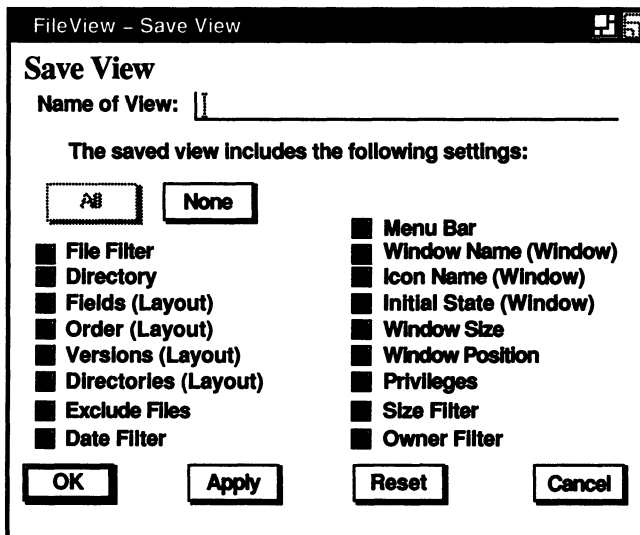 FileView – Save View
Save View
Name of View:
The saved view includes the following settings:
All None
File Filter
Directory
Fields (Layout)
Order (Layout)
Versions (Layout)
Directories (Layout)
Exclude Files
Date Filter
Menu Bar
Window Name (Window)
Icon Name (Window)
Initial State (Window)
Window Size
Window Position
Privileges
Size Filter
Owner Filter
OK Apply Reset Cancel